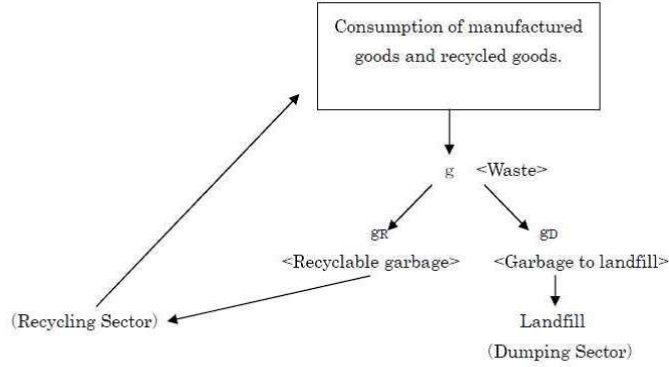 Consumption of manufactured
goods and recycled goods.
g <Waste>
gR gD
<Recyclable garbage> <Garbage to landfill>
(Recycling Sector) Landfill
(Dumping Sector)